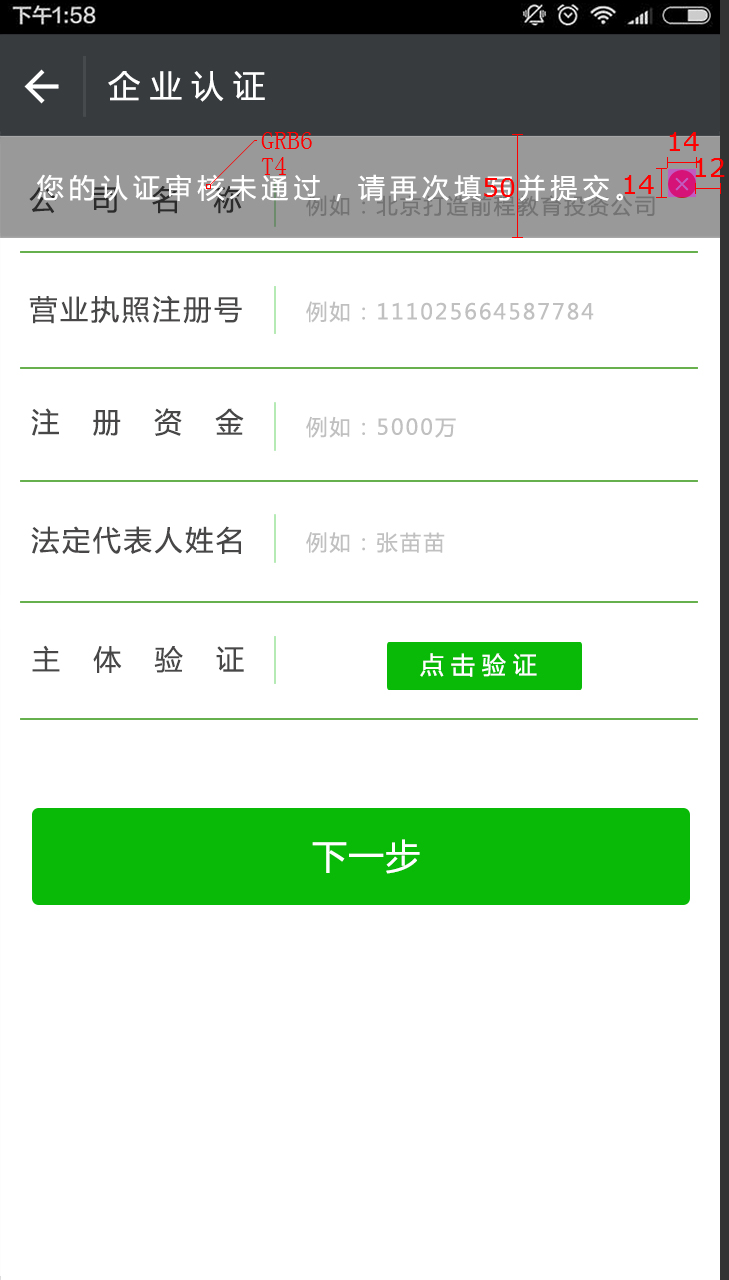 下午1:58
企业认证
GRB6
T4
14
12
14
50
您的认证审核未通过，请再次填写并提交。
公司名称
例如：北京打造前程教育投资公司
营业执照注册号
例如：111025664587784
注册资金
例如：5000万
法定代表人姓名
例如：张苗苗
主体验证
点击验证
下一步